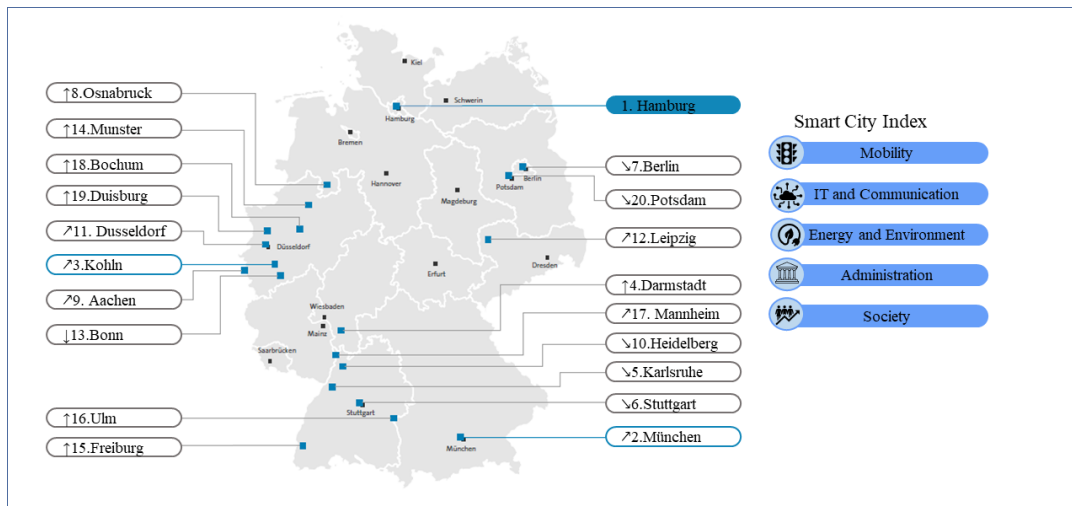 ↑8.Osnabruck
↑14.Munster
↑18.Bochum
↑19.Duisburg
↗11. Dusseldorf
↗3.Kohln
↗9. Aachen
↓13.Bonn
↑16.Ulm
↑15.Freiburg
Kiel
Schwerin
Hamburg
Bremen
Hannover
Berlin
Potsdam
Magdeburg
Düsseldorf
Erfurt
Dresden
Wiesbaden
Mainz
Saarbrücken
Stuttgart
München
1. Hamburg
↘7.Berlin
↘20.Potsdam
↗12.Leipzig
↑4.Darmstadt
↗17. Mannheim
↘10.Heidelberg
↘5.Karlsruhe
↘6.Stuttgart
↗2.München
Smart City Index
Mobility
IT and Communication
Energy and Environment
Administration
Society